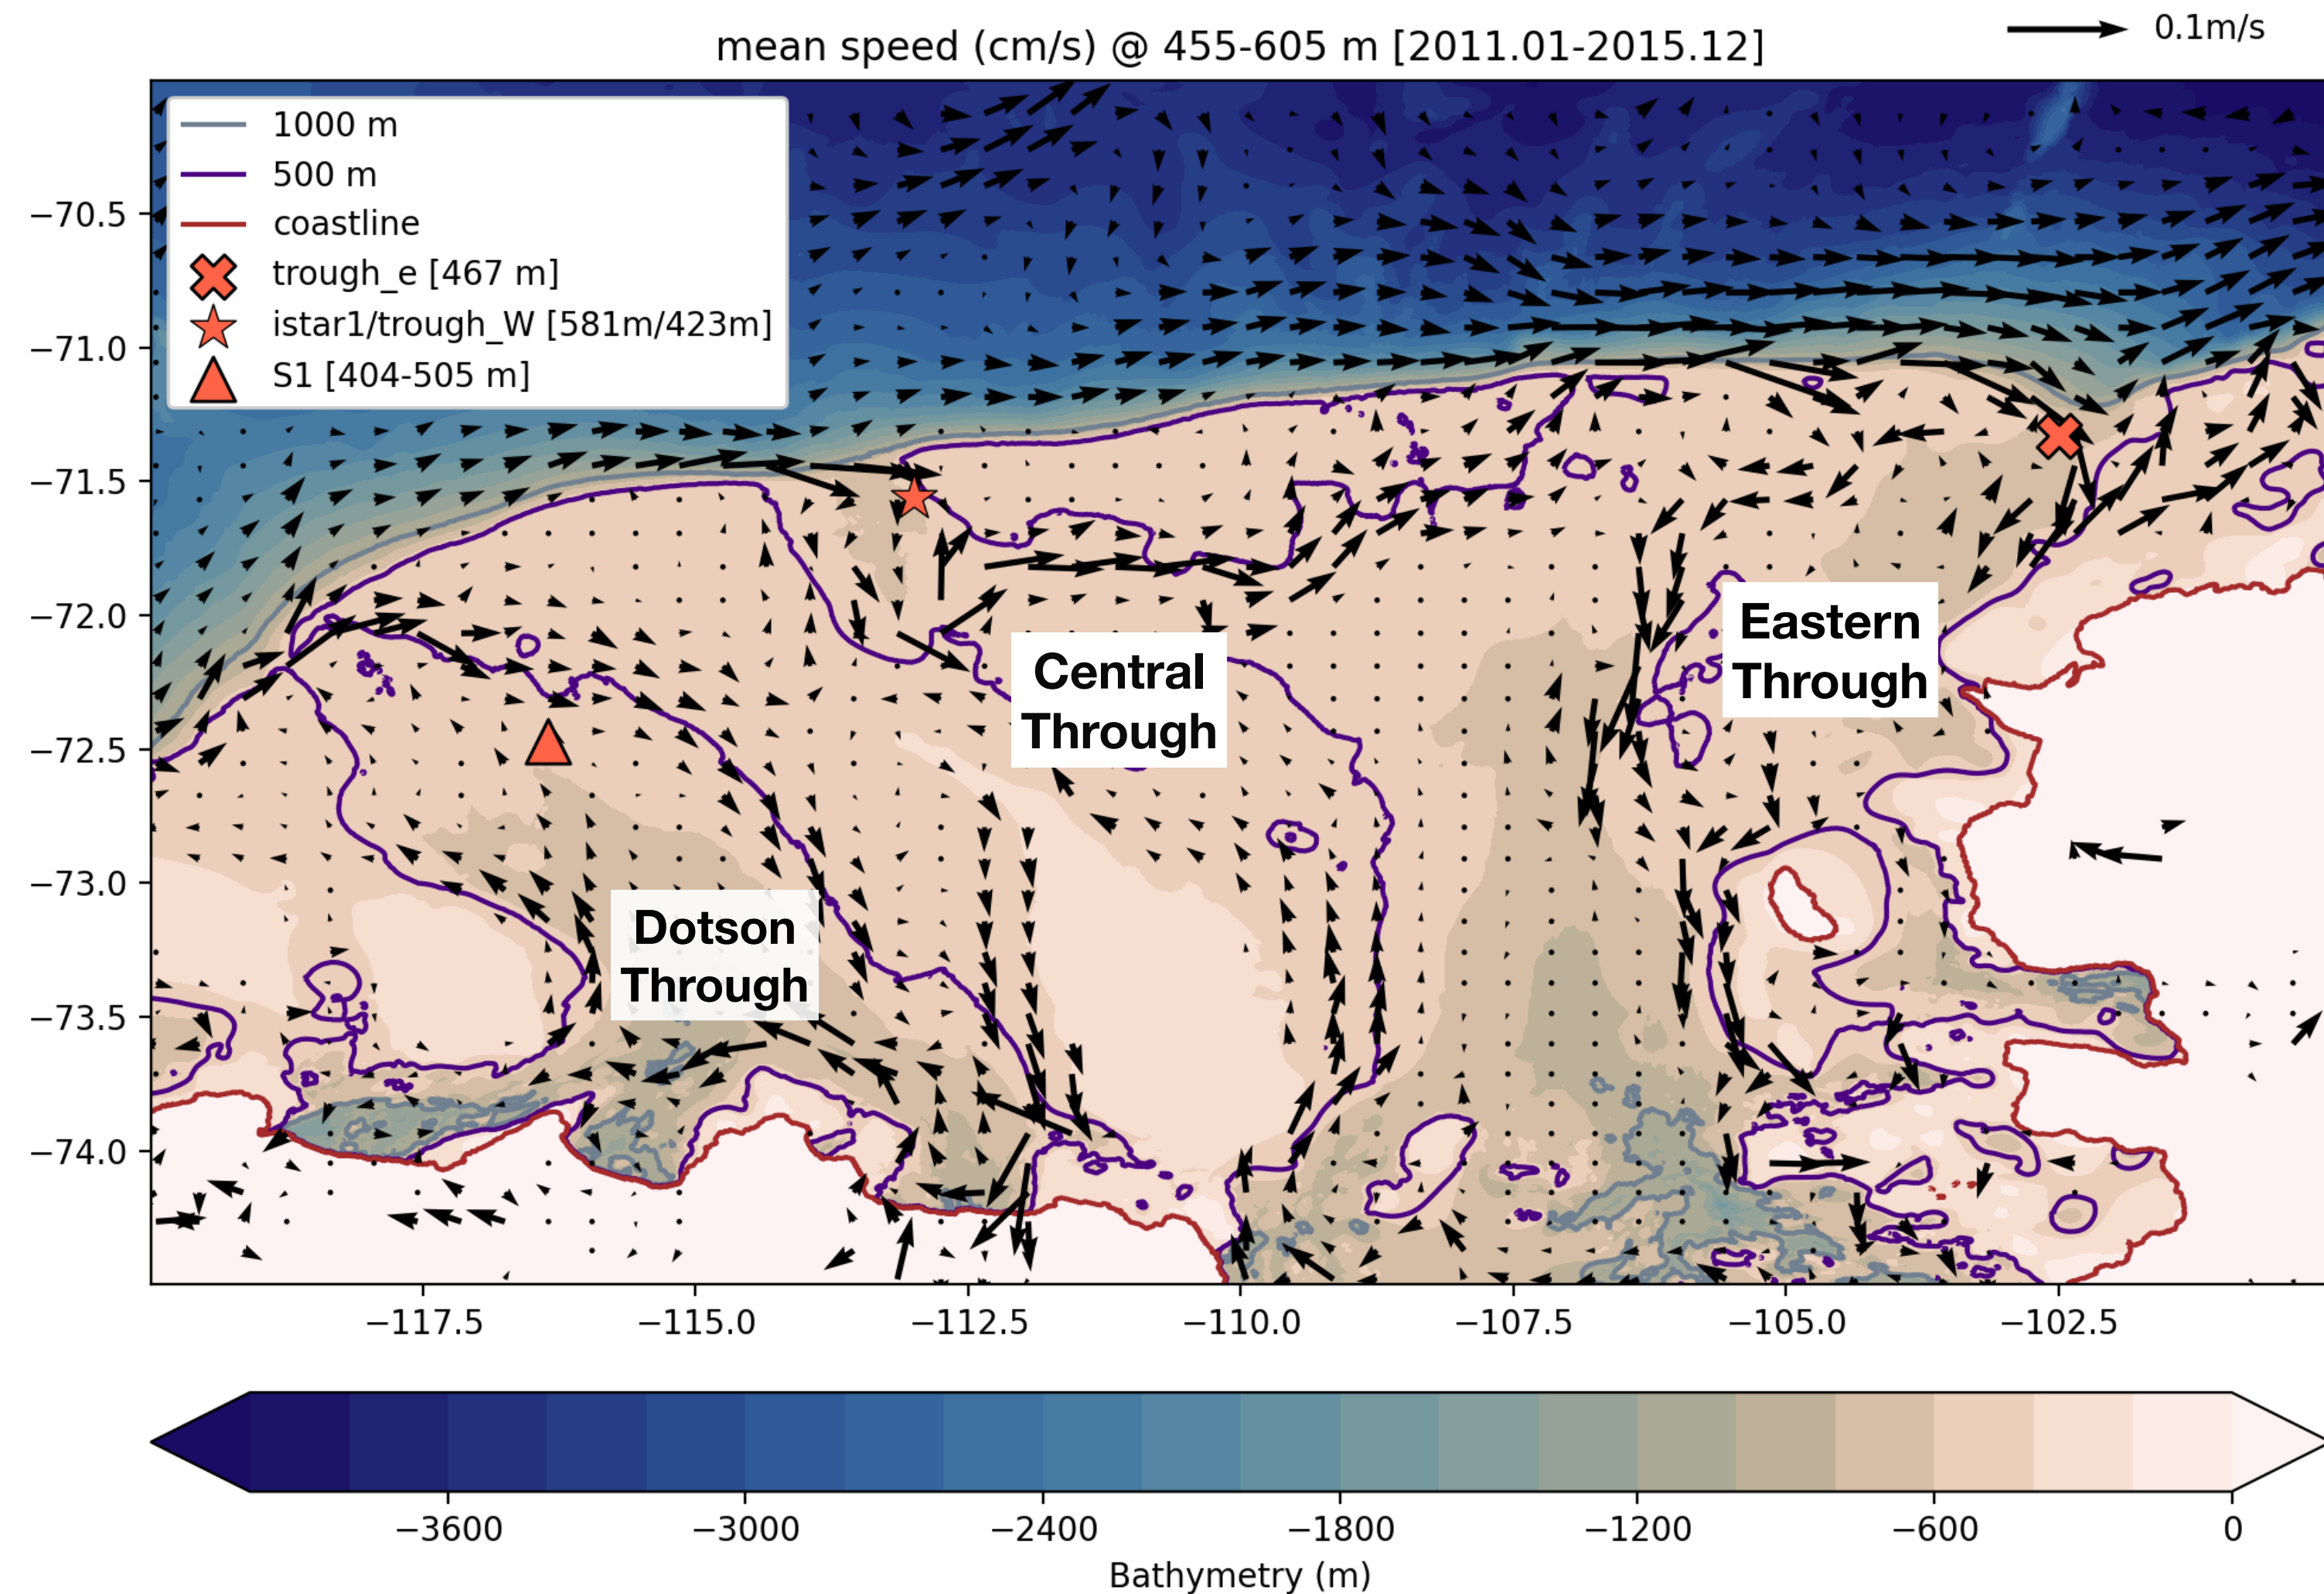 0.1m/s
mean speed (cm/s) @ 455-605 m [2011.01-2015.12]
1000 m
500 m
coastline
trough_e [467 m]
istar1/trough_W [581m/423m]
S1 [404-505 m]
−70.5
−71.0
−71.5
−72.0
−72.5
−73.0
−73.5
−74.0
Eastern
Through
Central
Through
Dotson
Through
−117.5
−115.0
−112.5
−110.0
−107.5
−105.0
−102.5
−3600
−3000
−2400
−1800
−1200
−600
0
Bathymetry (m)